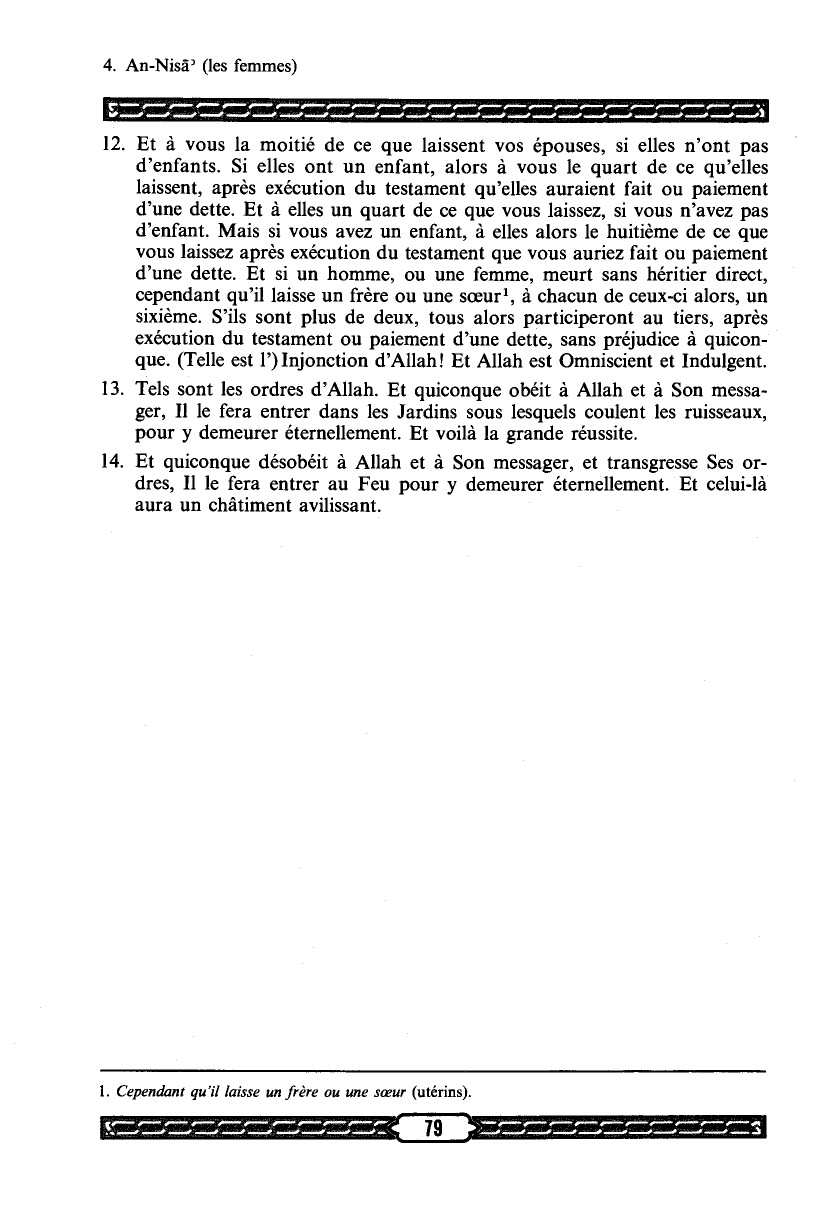 4. An-Nisāʾ (les femmes)
12. Et à vous la moitié de ce que laissent vos épouses, si elles n’ont pas
d’enfants. Si elles ont un enfant, alors à vous le quart de ce qu’elles
laissent, après exécution du testament qu’elles auraient fait ou paiement
d’une dette. Et à elles un quart de ce que vous laissez, si vous n’avez pas
d’enfant. Mais si vous avez un enfant, à elles alors le huitième de ce que
vous laissez après exécution du testament que vous auriez fait ou paiement
d’une dette. Et si un homme, ou une femme, meurt sans héritier direct,
cependant qu’il laisse un frère ou une sœur¹, à chacun de ceux-ci alors, un
sixième. S’ils sont plus de deux, tous alors participeront au tiers, après
exécution du testament ou paiement d’une dette, sans préjudice à quicon-
que. (Telle est l’) Injonction d’Allah! Et Allah est Omniscient et Indulgent.
13. Tels sont les ordres d’Allah. Et quiconque obéit à Allah et à Son messa-
ger, Il le fera entrer dans les Jardins sous lesquels coulent les ruisseaux,
pour y demeurer éternellement. Et voilà la grande réussite.
14. Et quiconque désobéit à Allah et à Son messager, et transgresse Ses or-
dres, Il le fera entrer au Feu pour y demeurer éternellement. Et celui-là
aura un châtiment avilissant.
1. Cependant qu’il laisse un frère ou une sœur (utérins).
79